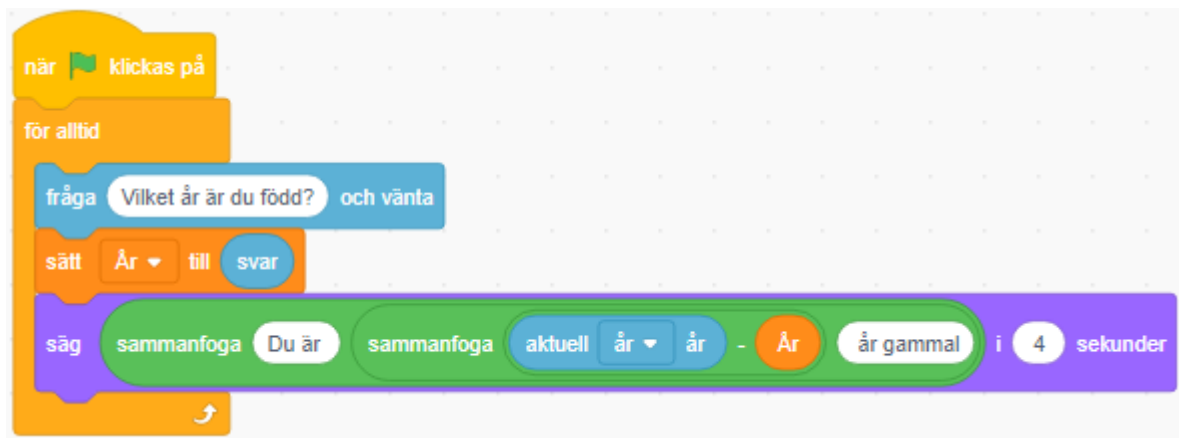 när klickas på
för alltid
fråga Vilket år är du född? och vänta
sätt År till svar
säg sammanfoga Du är sammanfoga aktuell år år - År år gammal i 4 sekunder